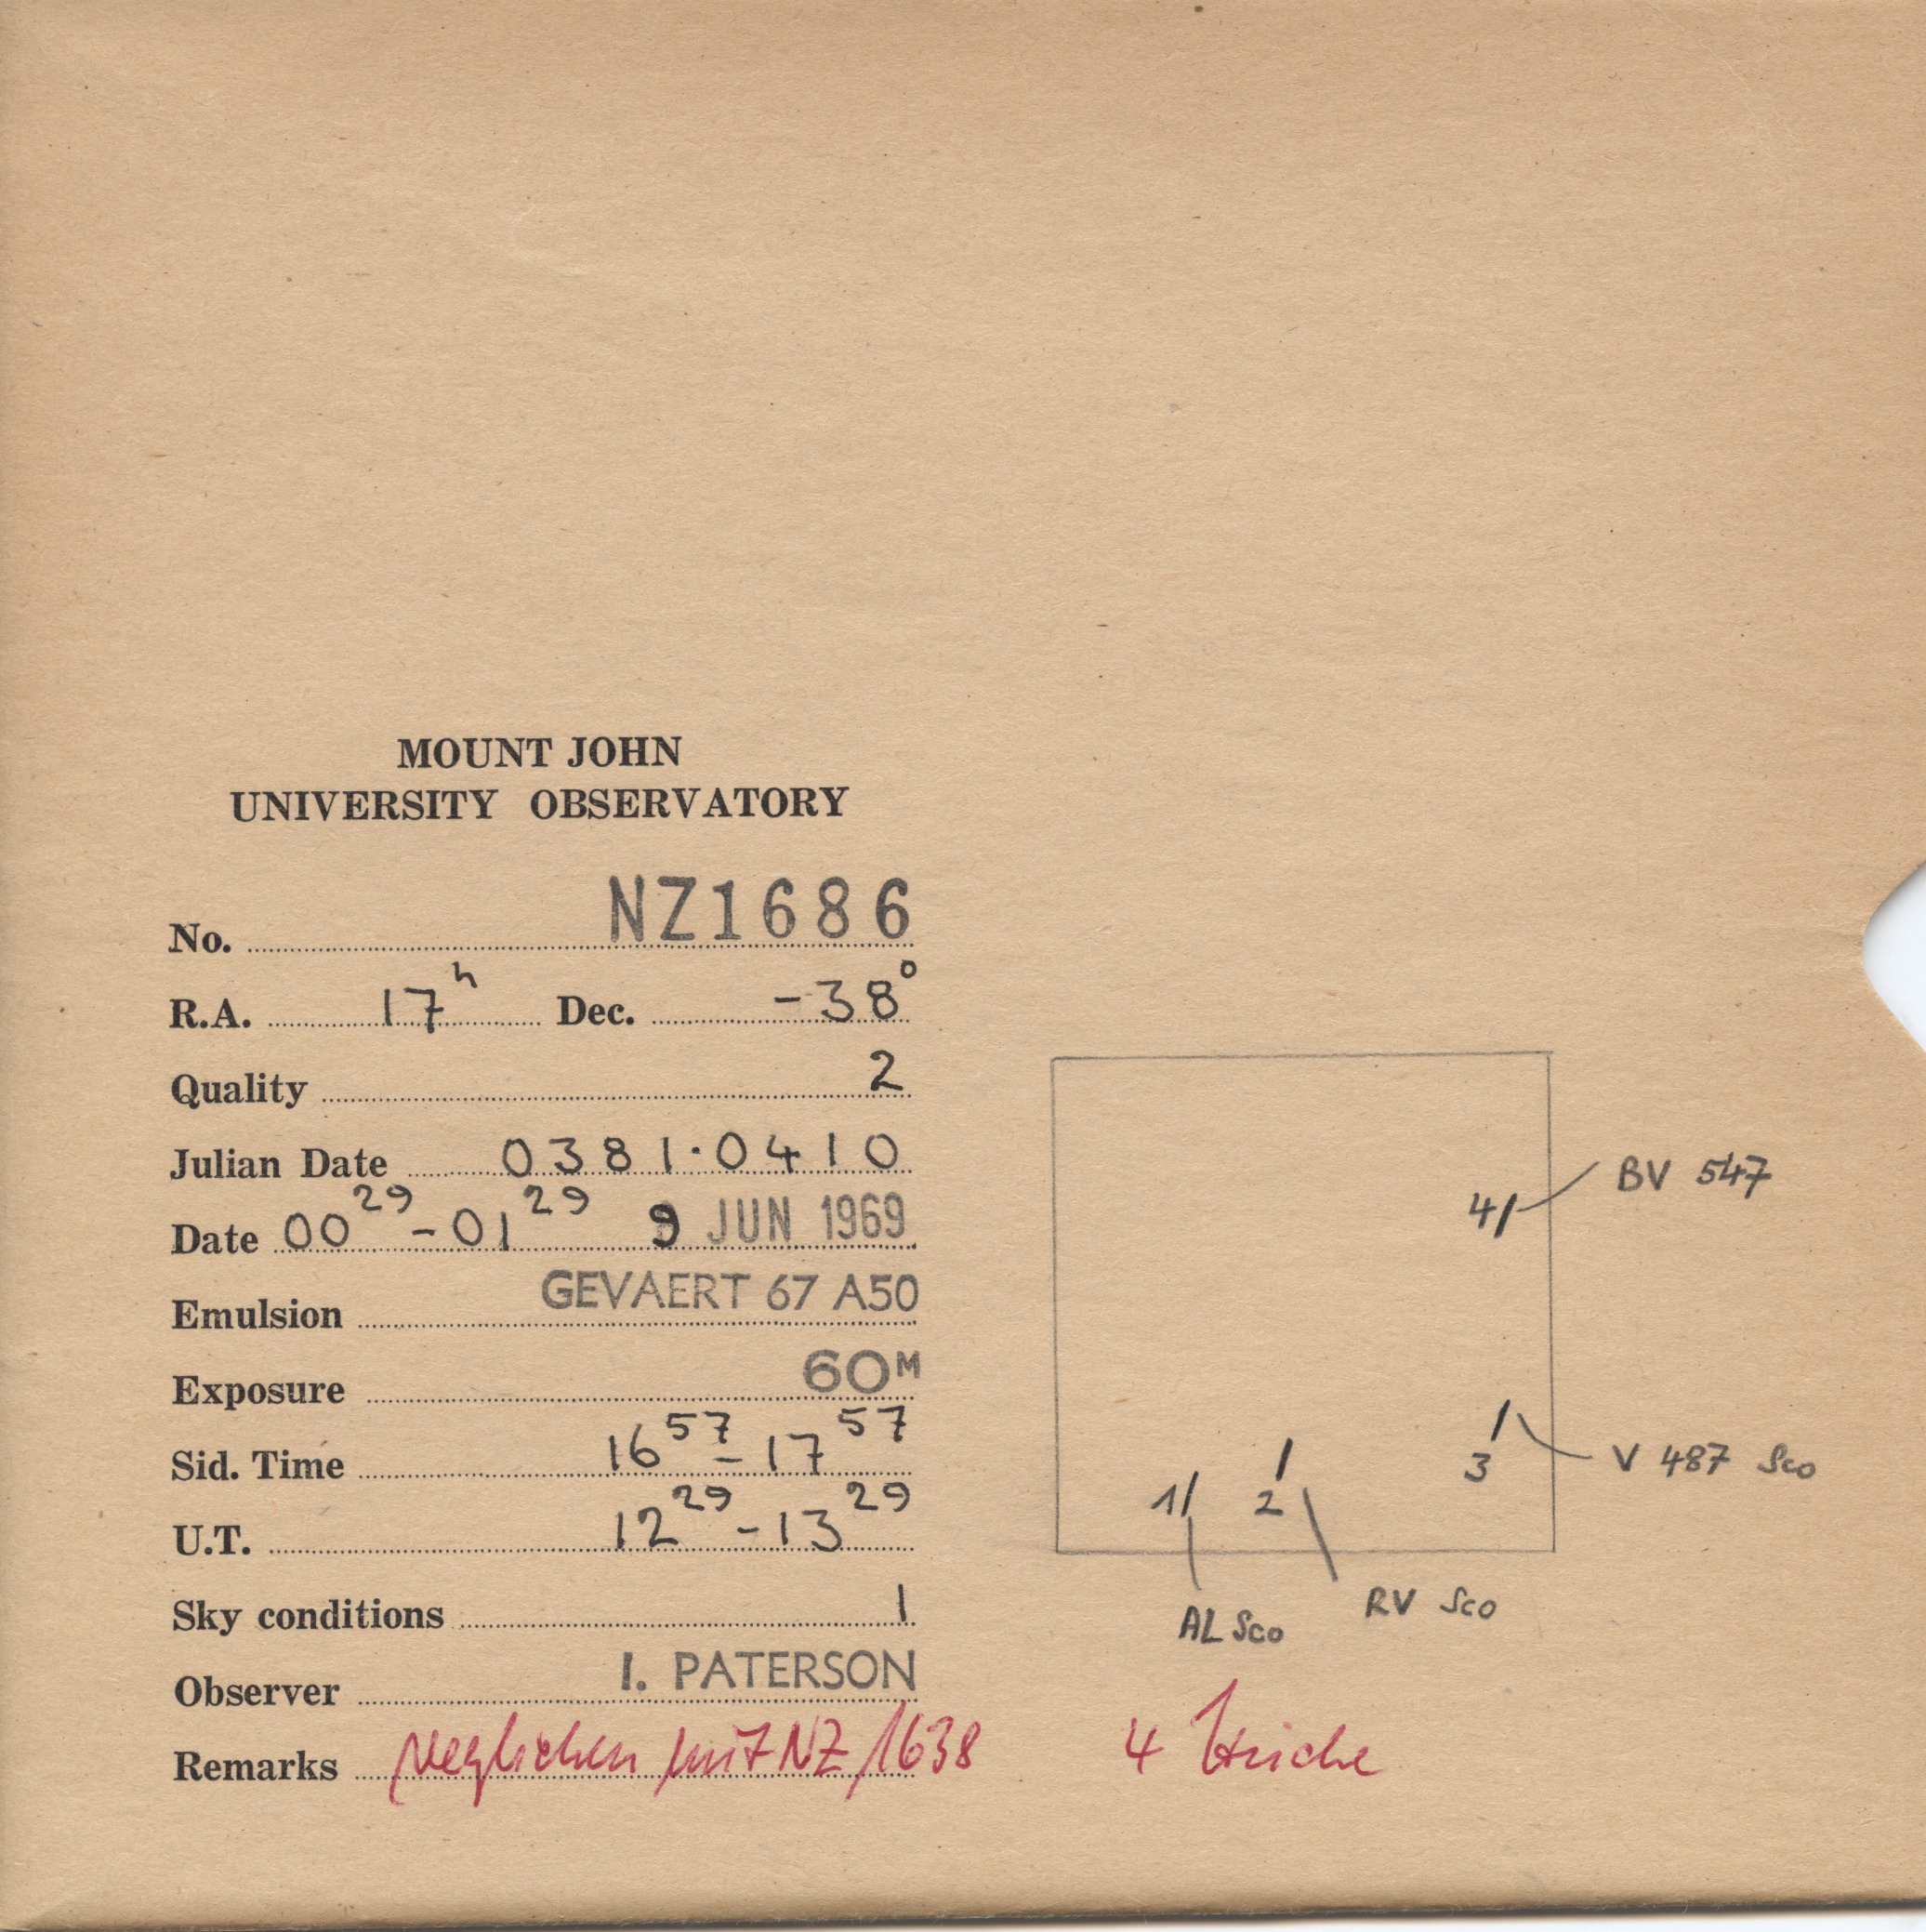 MOUNT JOHN
UNIVERSITY OBSERVATORY
No. NZ1686
R.A. 17h Dec. -38°
Quality 2
Julian Date 0381·0410
Date 00 29 - 01 29 9 JUN 1969
Emulsion GEVAERT 67 A50
Exposure 60M
Sid. Time 16 57 - 17 57
U.T. 12 29 - 13 29
Sky conditions 1
Observer I. PATERSON
Remarks verglichen mit NZ 1638
4 Striche
4 BV 547
3 V 487 Sco
1 2
AL Sco RV Sco